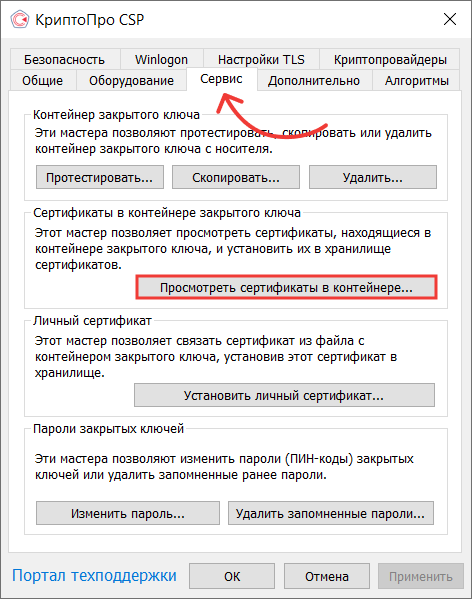 КриптоПро CSP
Безопасность Winlogon Настройки TLS Криптопровайдеры
Общие Оборудование Сервис Дополнительно Алгоритмы
Контейнер закрытого ключа
Эти мастера позволяют протестировать, скопировать или удалить
контейнер закрытого ключа с носителя.
Протестировать... Скопировать... Удалить...
Сертификаты в контейнере закрытого ключа
Этот мастер позволяет просмотреть сертификаты, находящиеся в
контейнере закрытого ключа, и установить их в хранилище
сертификатов.
Просмотреть сертификаты в контейнере...
Личный сертификат
Этот мастер позволяет связать сертификат из файла с
контейнером закрытого ключа, установив этот сертификат в
хранилище.
Установить личный сертификат...
Пароли закрытых ключей
Эти мастера позволяют изменить пароли (ПИН-коды) закрытых
ключей или удалить запомненные ранее пароли.
Изменить пароль... Удалить запомненные пароли...
Портал техподдержки ОК Отмена Применить